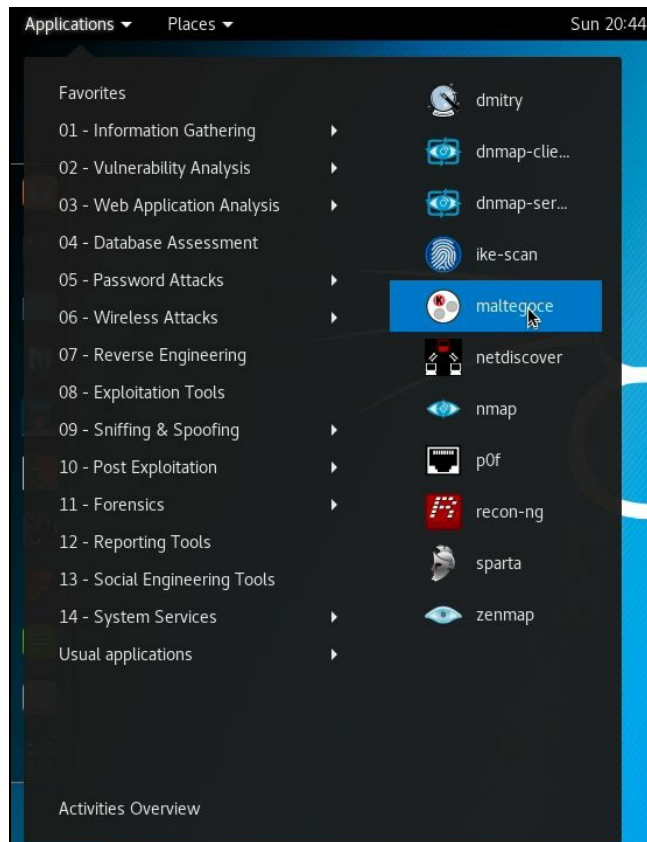 Applications Places Sun 20:44
Favorites
01 - Information Gathering
02 - Vulnerability Analysis
03 - Web Application Analysis
04 - Database Assessment
05 - Password Attacks
06 - Wireless Attacks
07 - Reverse Engineering
08 - Exploitation Tools
09 - Sniffing & Spoofing
10 - Post Exploitation
11 - Forensics
12 - Reporting Tools
13 - Social Engineering Tools
14 - System Services
Usual applications
Activities Overview
dmitry
dnmap-clie...
dnmap-ser...
ike-scan
maltegoce
netdiscover
nmap
p0f
recon-ng
sparta
zenmap